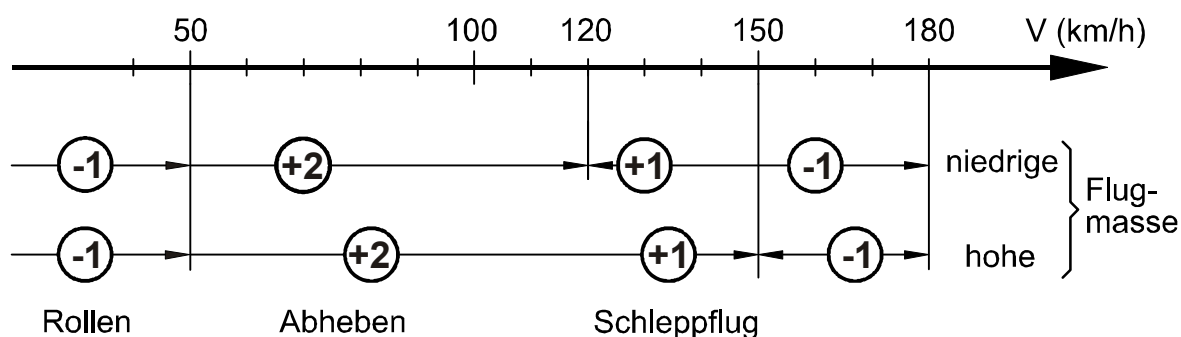 50 100 120 150 180 V (km/h)
-1 +2 +1 -1 niedrige
Flug-
masse
-1 +2 +1 -1 hohe
Rollen Abheben Schleppflug